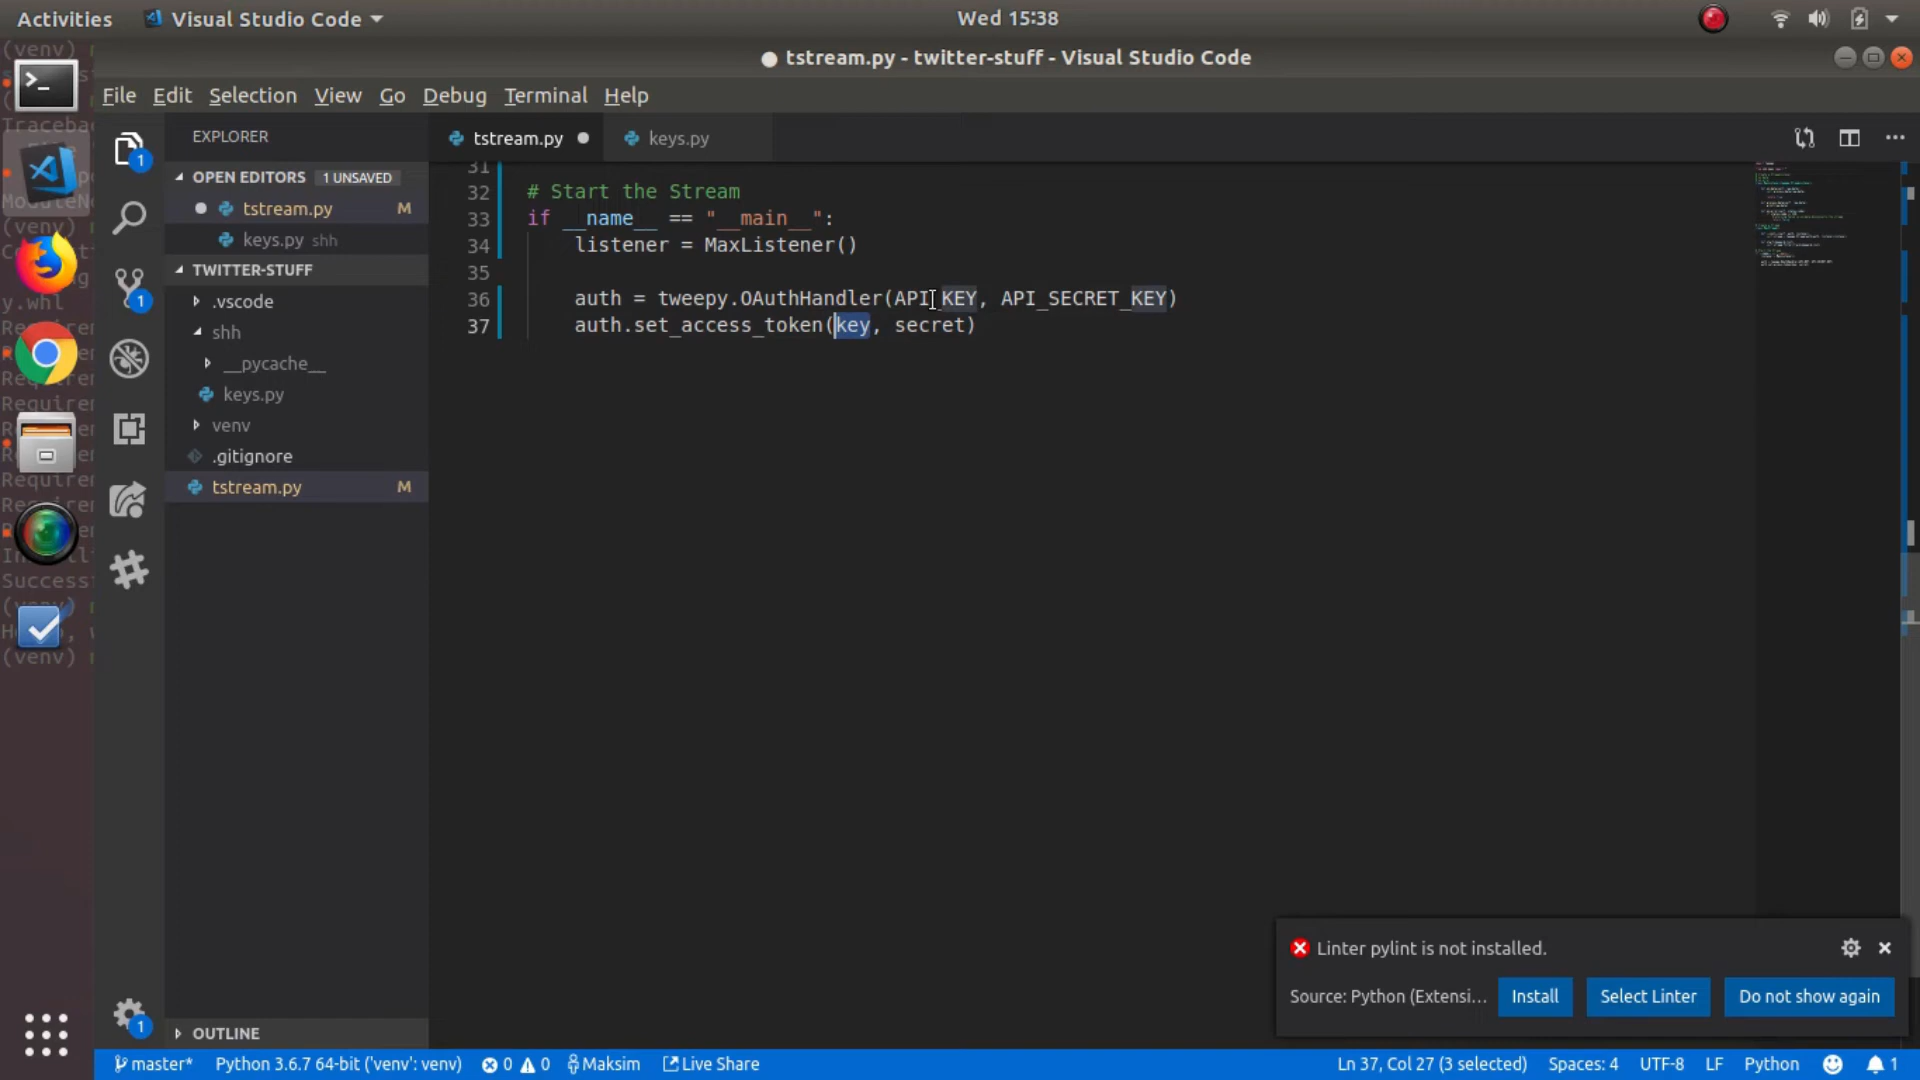 Activities
Visual Studio Code
Wed 15:38
tstream.py - twitter-stuff - Visual Studio Code
File Edit Selection View Go Debug Terminal Help
EXPLORER
OPEN EDITORS 1 UNSAVED
tstream.py M
keys.py shh
TWITTER-STUFF
.vscode
shh
__pycache__
keys.py
venv
.gitignore
tstream.py M
OUTLINE
tstream.py
keys.py
31
32 # Start the Stream
33 if __name__ == "__main__":
34 listener = MaxListener()
35
36 auth = tweepy.OAuthHandler(API_KEY, API_SECRET_KEY)
37 auth.set_access_token(key, secret)
Linter pylint is not installed.
Source: Python (Extensi... Install Select Linter Do not show again
master* Python 3.6.7 64-bit ('venv': venv) 0 0 Maksim Live Share Ln 37, Col 27 (3 selected) Spaces: 4 UTF-8 LF Python 1